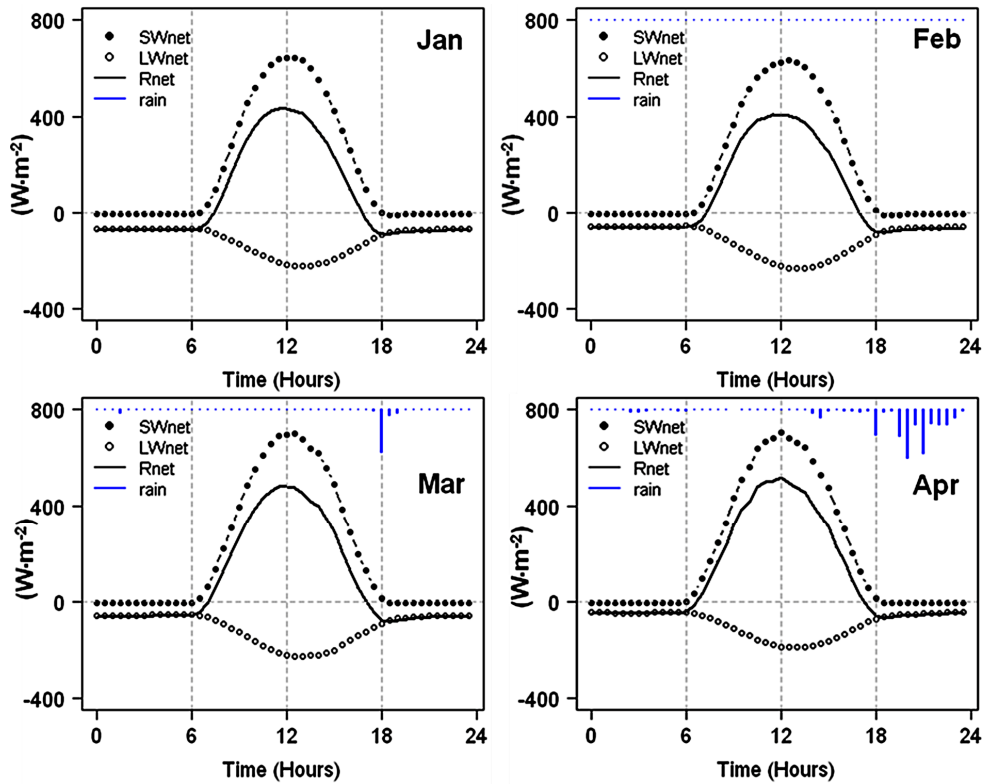 800
400
0
-400
(W·m-2)
SWnet
LWnet
Rnet
rain
Jan
0 6 12 18 24
Time (Hours)
800
400
0
-400
(W·m-2)
SWnet
LWnet
Rnet
rain
Feb
0 6 12 18 24
Time (Hours)
800
400
0
-400
(W·m-2)
SWnet
LWnet
Rnet
rain
Mar
0 6 12 18 24
Time (Hours)
800
400
0
-400
(W·m-2)
SWnet
LWnet
Rnet
rain
Apr
0 6 12 18 24
Time (Hours)